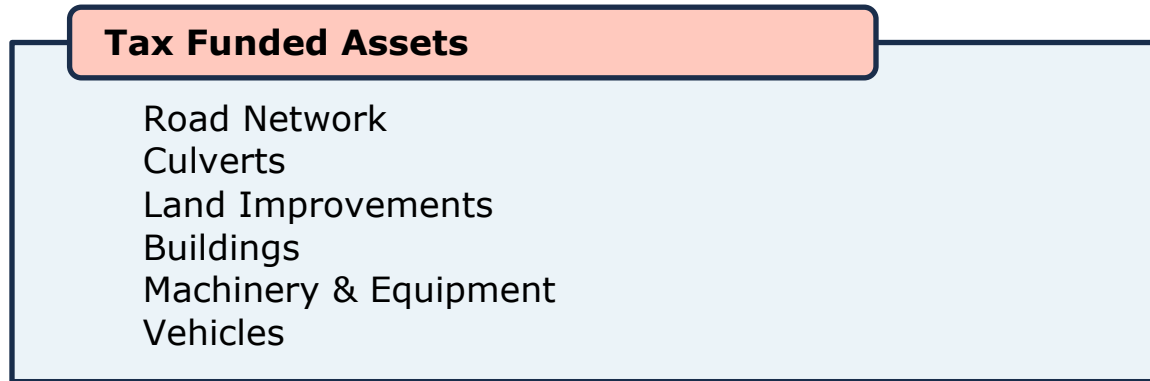 Tax Funded Assets
Road Network
Culverts
Land Improvements
Buildings
Machinery & Equipment
Vehicles